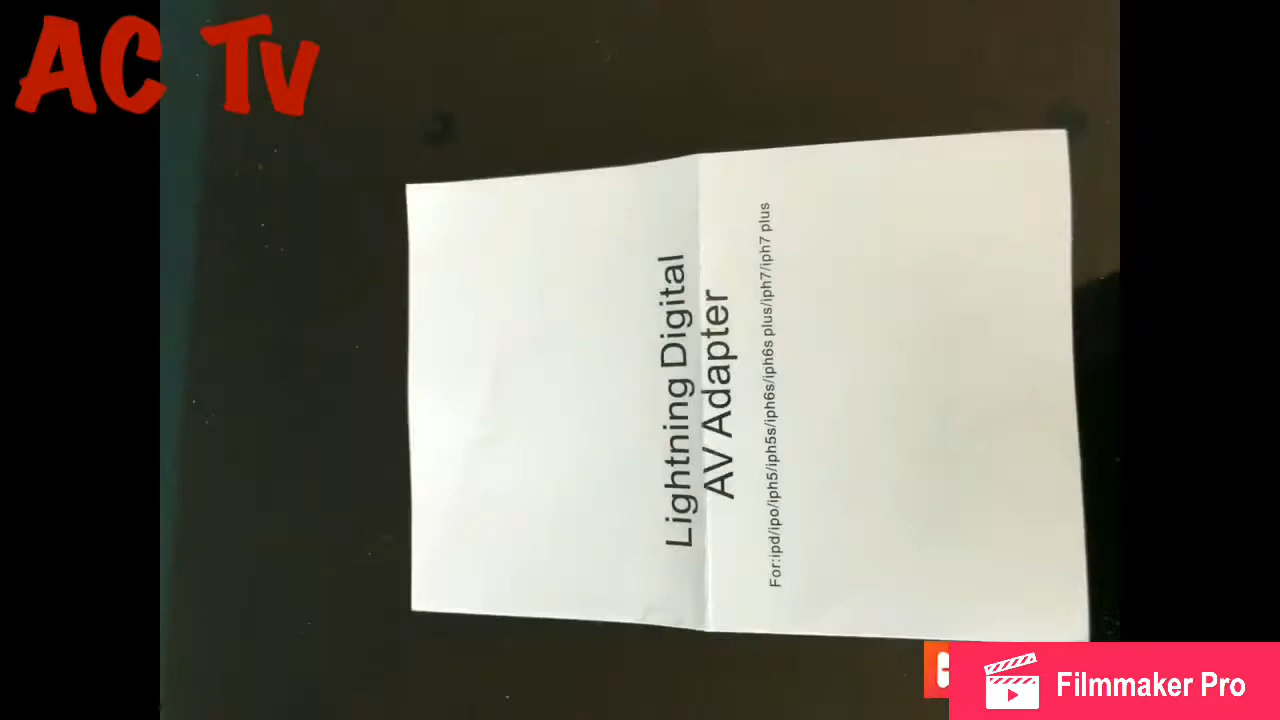 AC Tv
Lightning Digital
AV Adapter
For:ipd/ipo/iph5/iph5s/iph6s/iph6s plus/iph7/iph7 plus
Filmmaker Pro